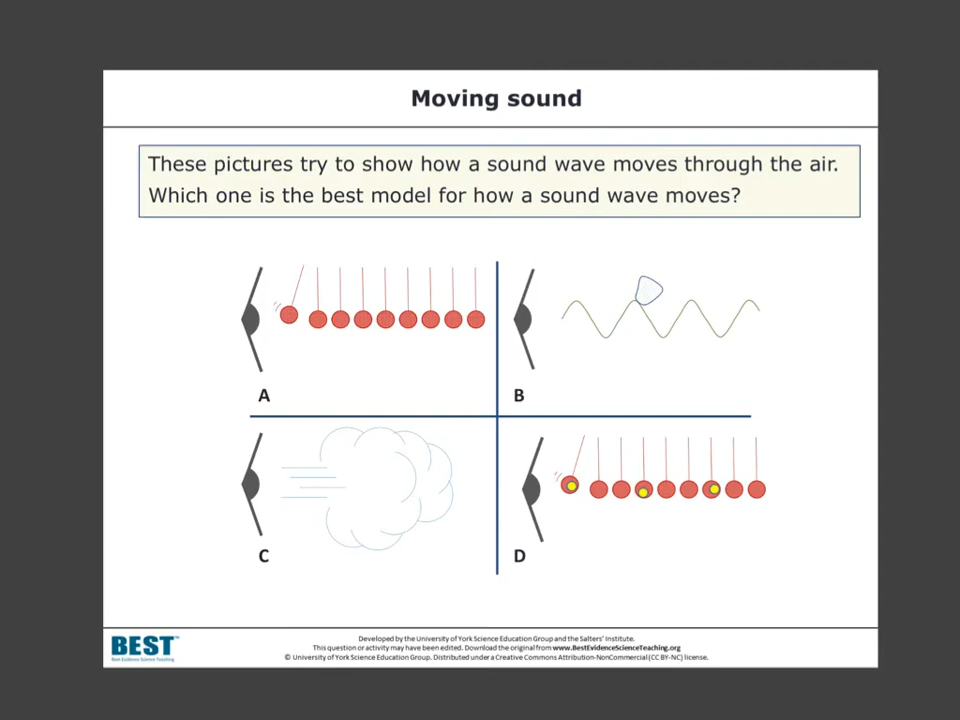 Moving sound
These pictures try to show how a sound wave moves through the air.
Which one is the best model for how a sound wave moves?
A
B
C
D
BEST™
Best Evidence Science Teaching
Developed by the University of York Science Education Group and the Salters' Institute.
This question or activity may have been edited. Download the original from www.BestEvidenceScienceTeaching.org
© University of York Science Education Group. Distributed under a Creative Commons Attribution-NonCommercial (CC BY-NC) license.